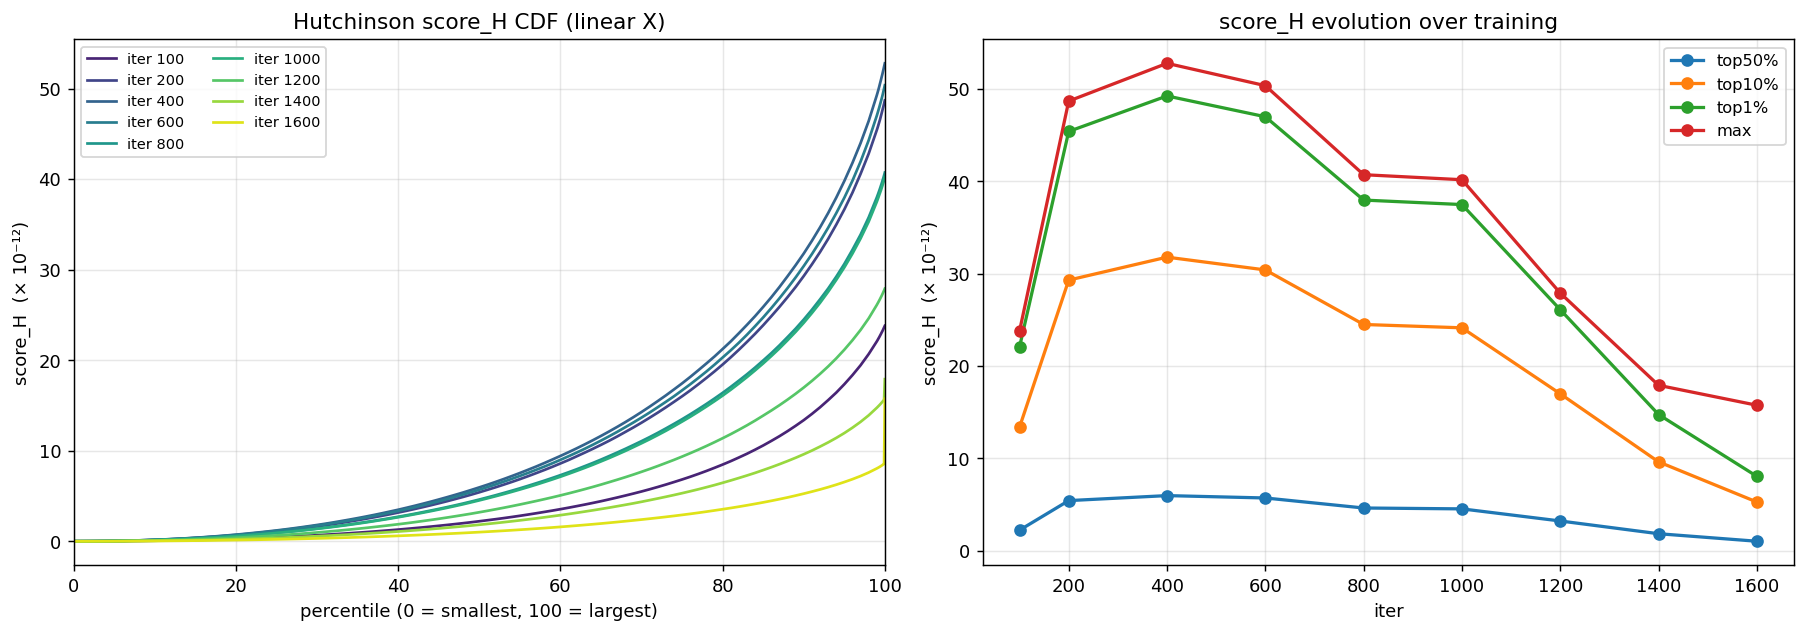 Hutchinson score_H CDF (linear X)
iter 100
iter 200
iter 400
iter 600
iter 800
iter 1000
iter 1200
iter 1400
iter 1600
50
40
30
20
10
0
score_H (× 10⁻¹²)
0 20 40 60 80 100
percentile (0 = smallest, 100 = largest)
score_H evolution over training
top50%
top10%
top1%
max
50
40
30
20
10
0
score_H (× 10⁻¹²)
200 400 600 800 1000 1200 1400 1600
iter